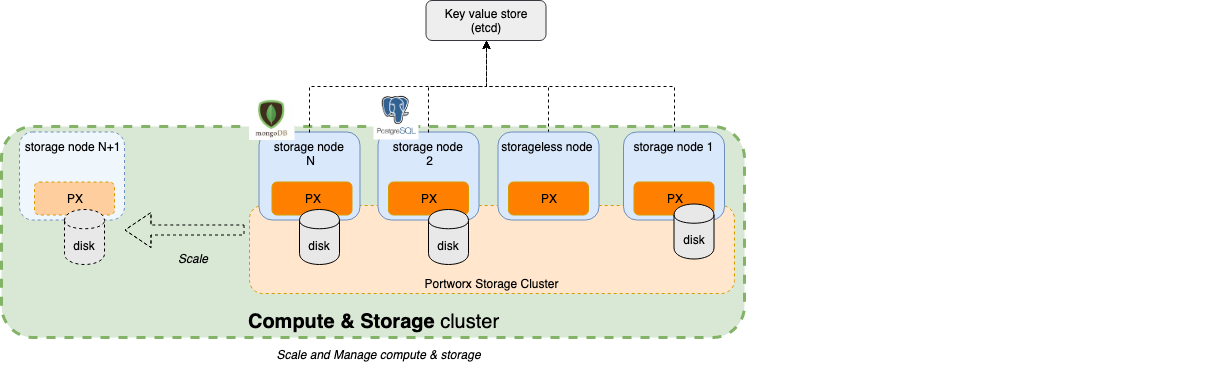 Key value store
(etcd)
mongoDB
PostgreSQL
storage node N+1
storage node
N
storage node
2
storageless node
storage node 1
PX
PX
PX
PX
PX
disk
disk
disk
disk
Scale
Portworx Storage Cluster
Compute & Storage cluster
Scale and Manage compute & storage